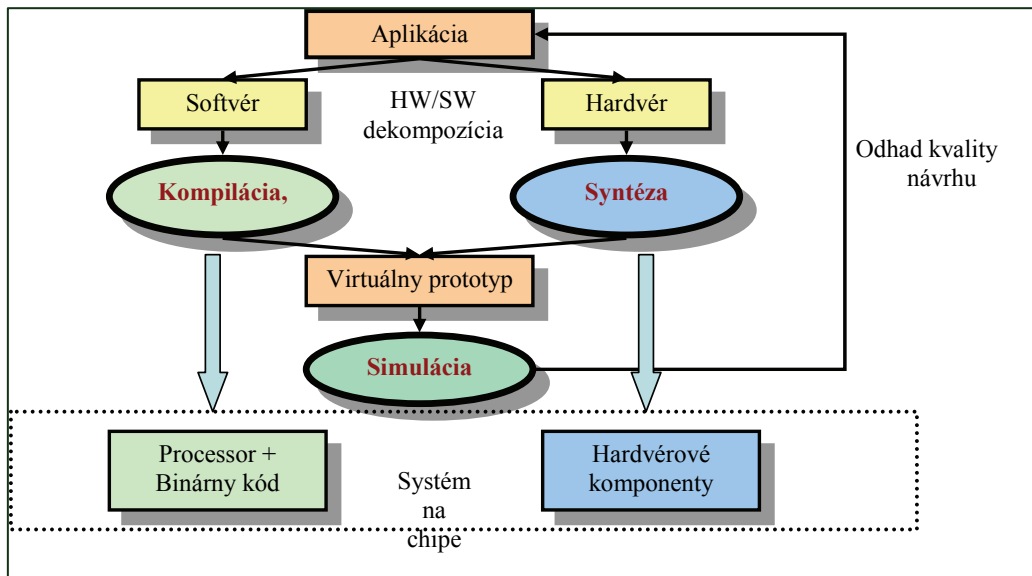 Aplikácia
Softvér
HW/SW
dekompozícia
Hardvér
Odhad kvality
návrhu
Kompilácia,
Syntéza
Virtuálny prototyp
Simulácia
Processor +
Binárny kód
Systém
na
chipe
Hardvérové
komponenty